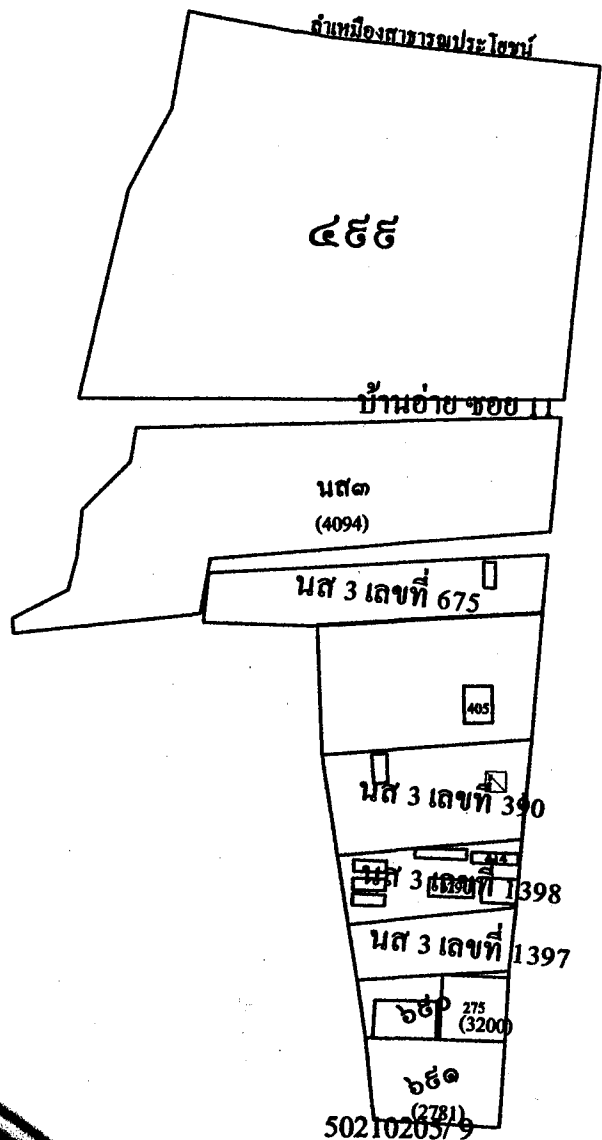 ลำเหมืองสาธารณประโยชน์
๔๙๙
บ้านอ่าย ซอย 11
นส๓
(4094)
นส 3 เลขที่ 675
405
นส 3 เลขที่ 390
414
นส 3 เลขที่ 1398
นส 3 เลขที่ 1397
๖๙๐
275
(3200)
๖๙๑
(2781)
50210205/ 9